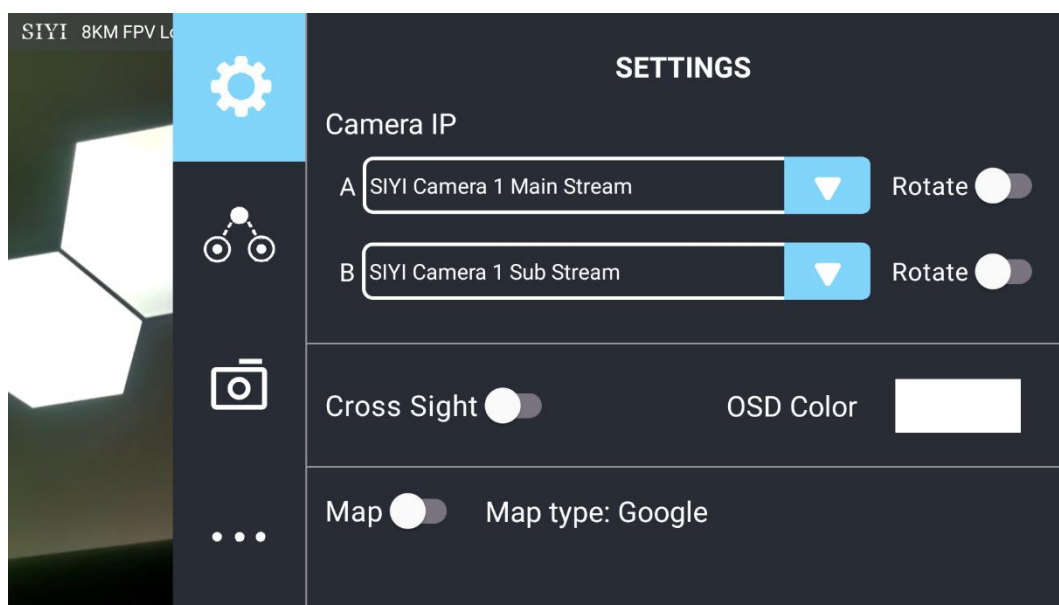 SIYI 8KM FPV
SETTINGS
Camera IP
A SIYI Camera 1 Main Stream Rotate
B SIYI Camera 1 Sub Stream Rotate
Cross Sight OSD Color
Map Map type: Google